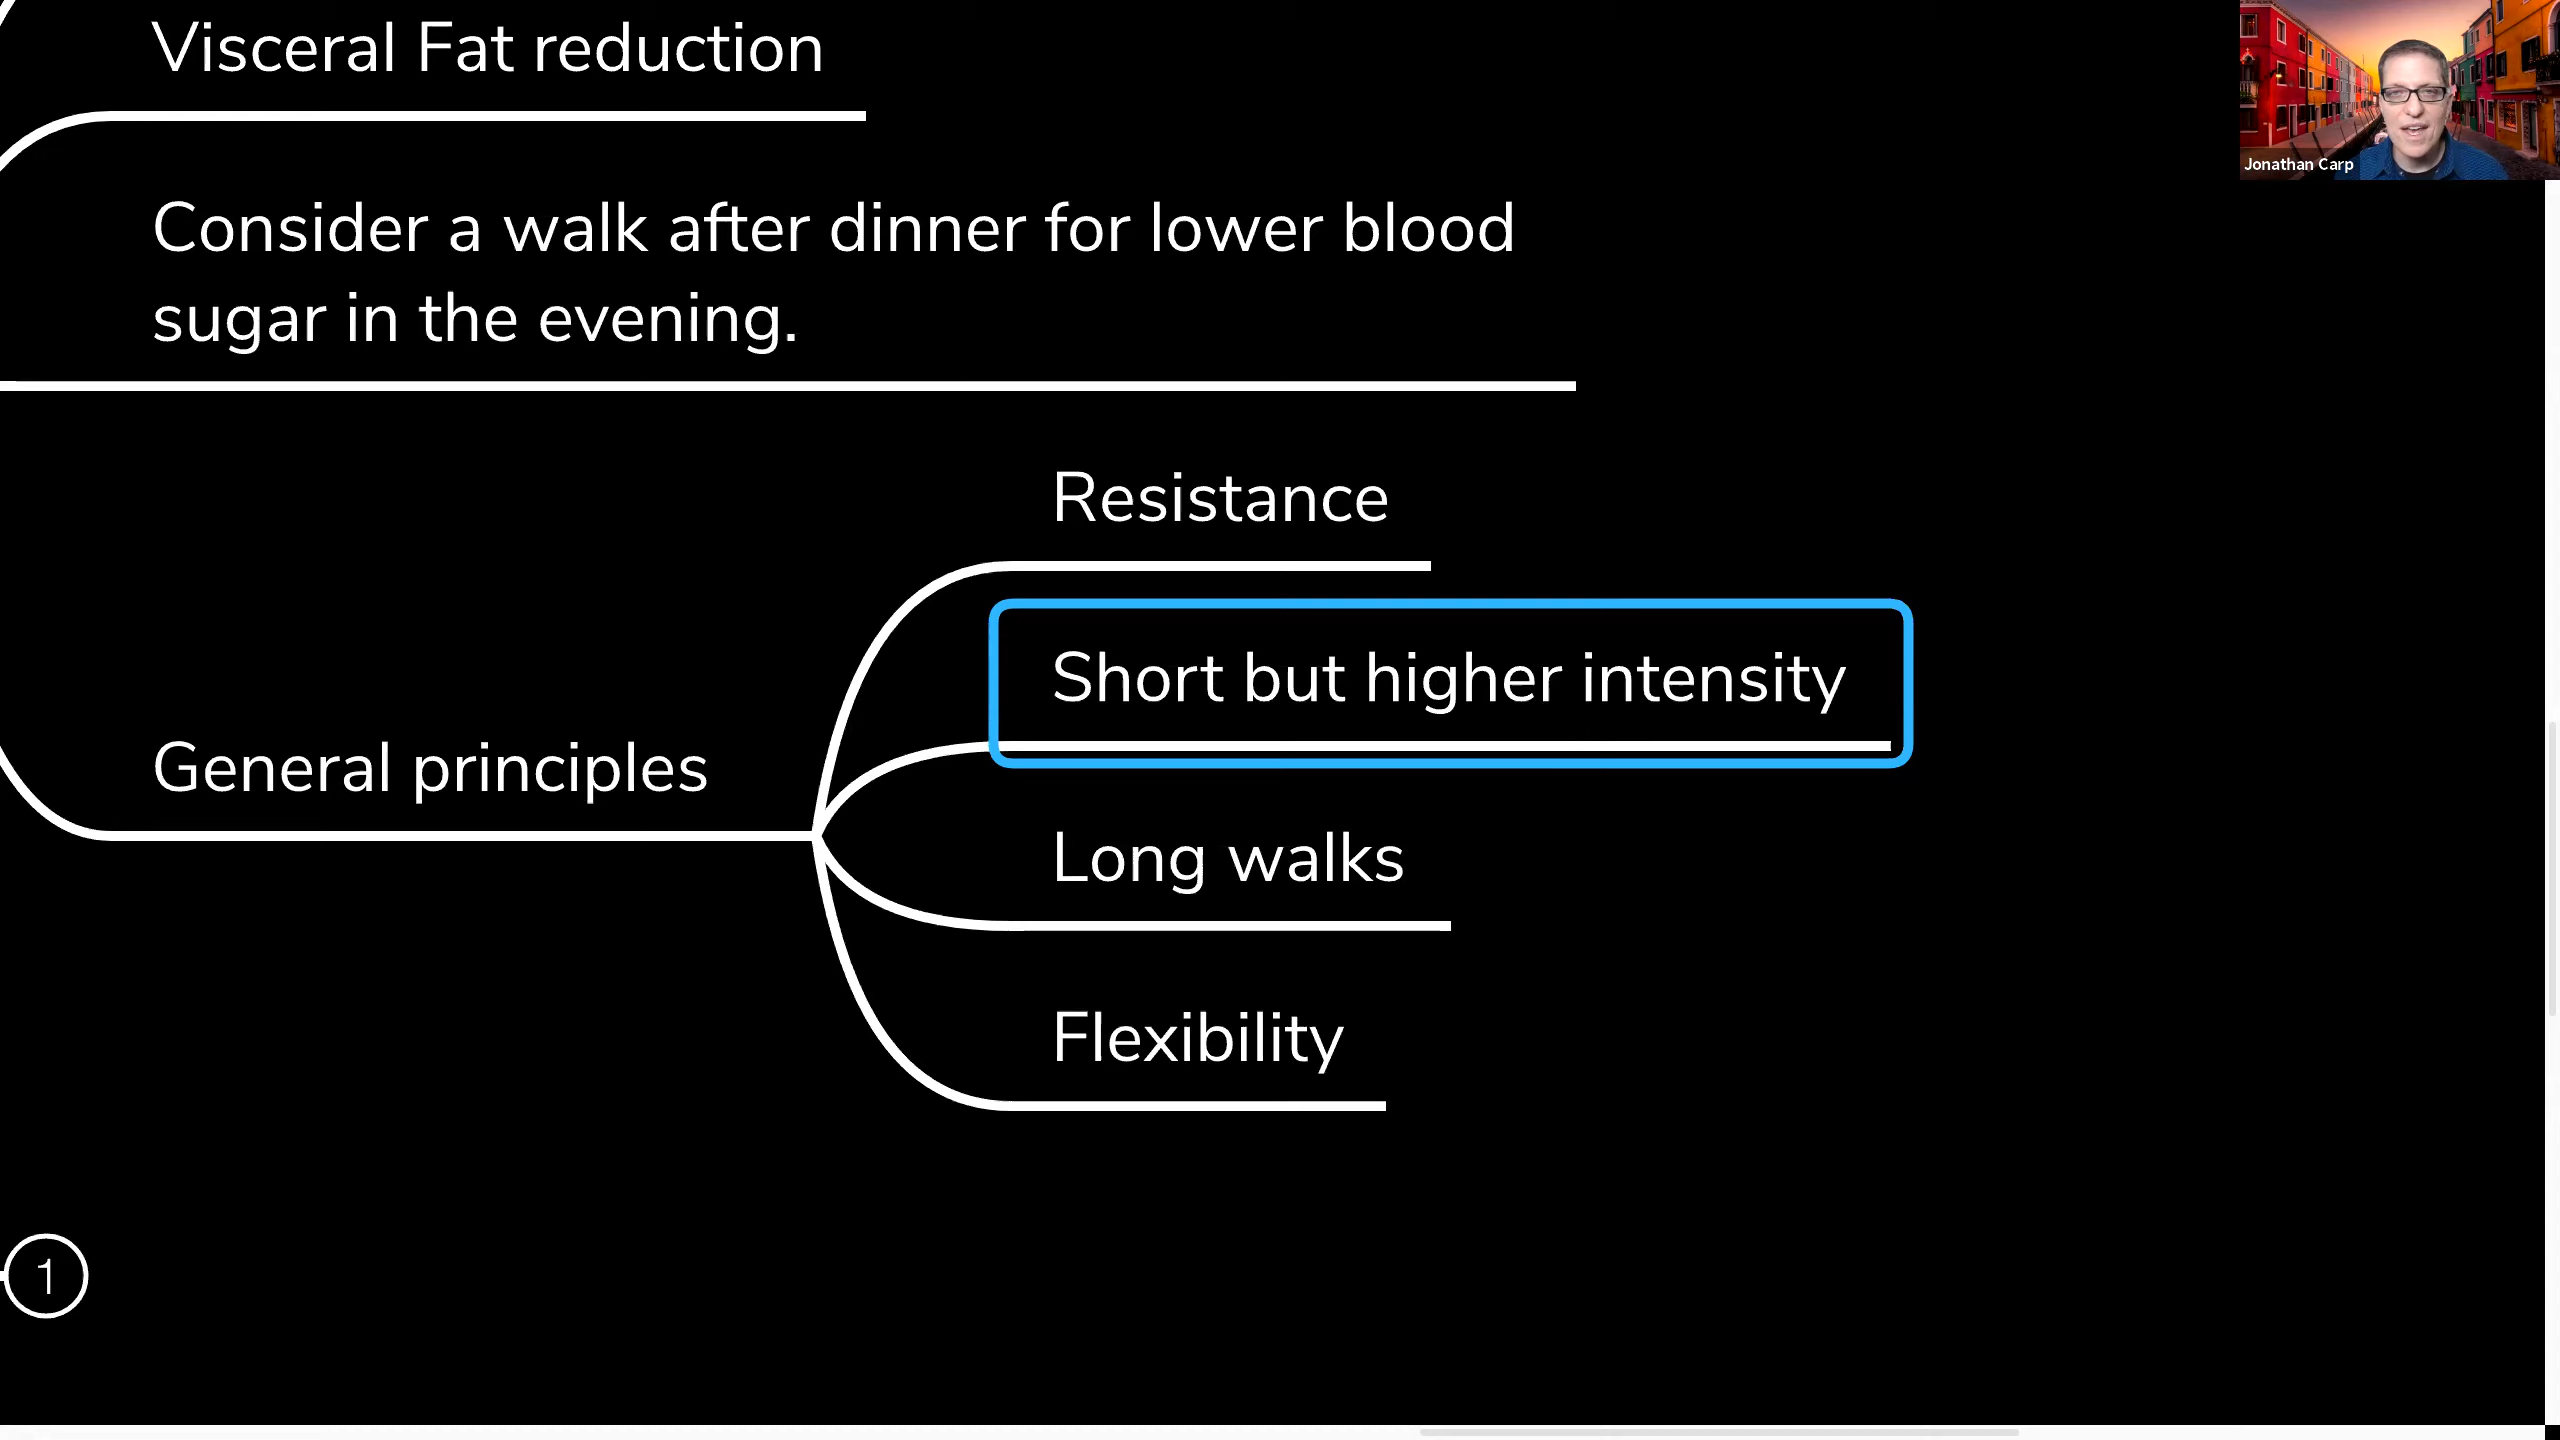 Visceral Fat reduction
Jonathan Carp
Consider a walk after dinner for lower blood
sugar in the evening.
Resistance
Short but higher intensity
General principles
Long walks
Flexibility
1